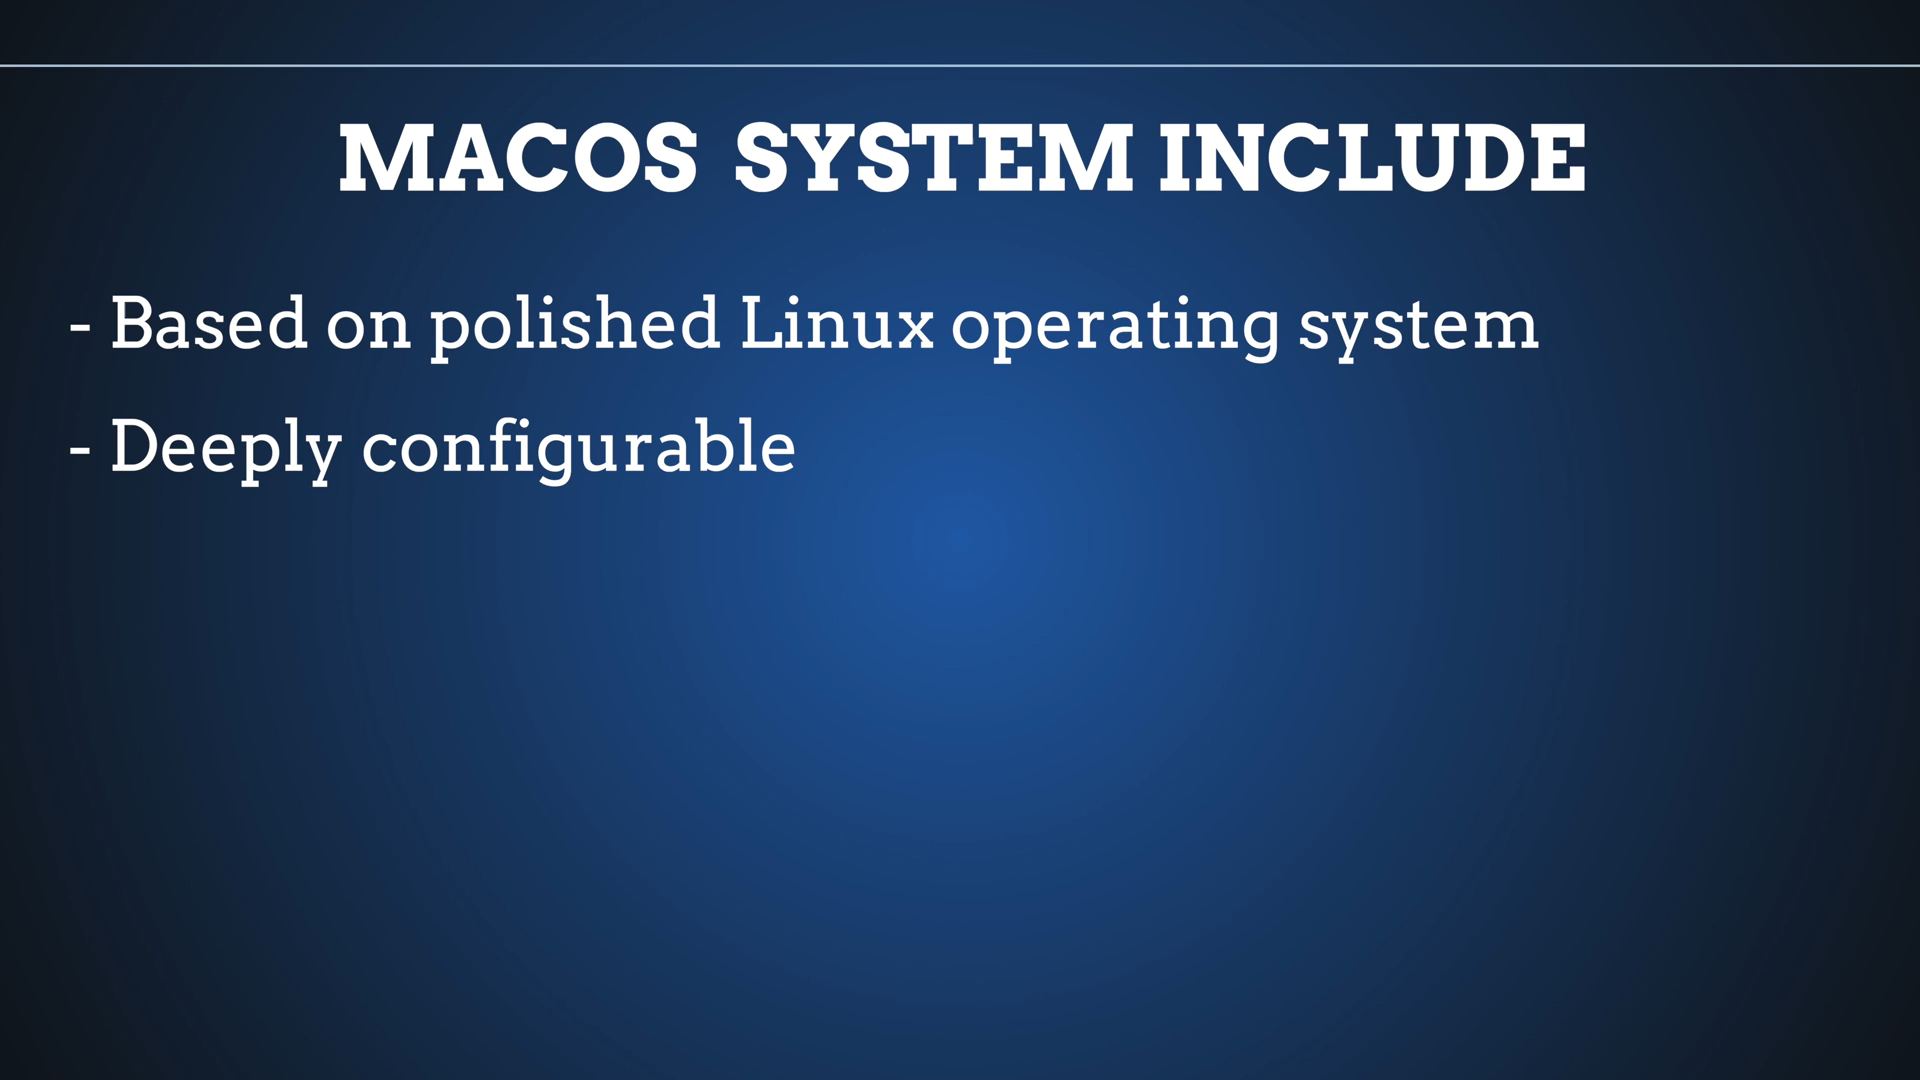 MACOS SYSTEM INCLUDE
- Based on polished Linux operating system
- Deeply configurable